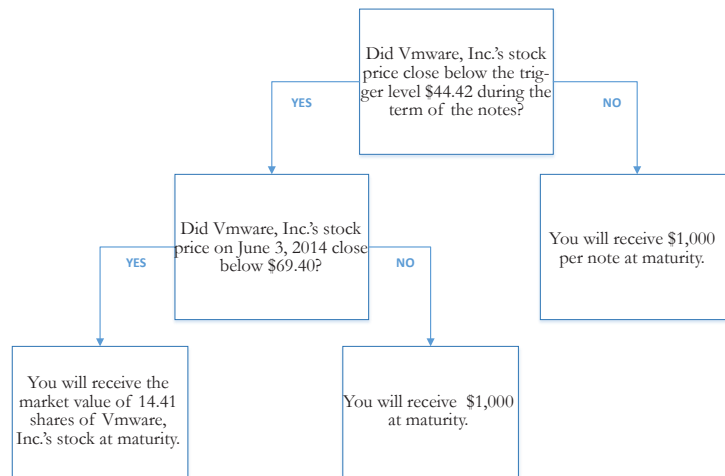 Did Vmware, Inc.'s stock
price close below the trig-
ger level $44.42 during the
term of the notes?
YES
NO
Did Vmware, Inc.'s stock
price on June 3, 2014 close
below $69.40?
You will receive $1,000
per note at maturity.
YES
NO
You will receive the
market value of 14.41
shares of Vmware,
Inc.'s stock at maturity.
You will receive $1,000
at maturity.